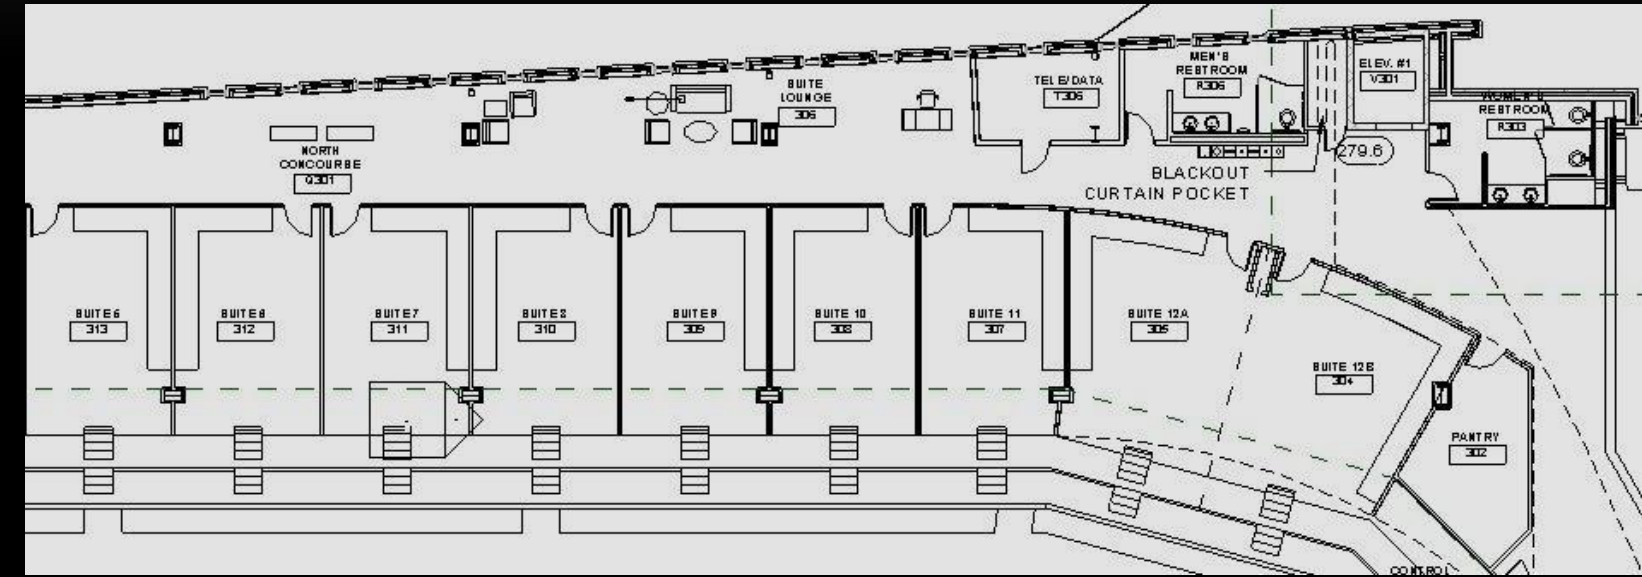 SUITE
LOUNGE
306
TELE/DATA
T306
MEN'S
RESTROOM
R306
ELEV. #1
V301
WOMEN'S
RESTROOM
R303
279.6
NORTH
CONCOURSE
Q301
BLACKOUT
CURTAIN POCKET
SUITE
313
SUITE
312
SUITE 7
311
SUITE 8
310
SUITE 9
309
SUITE 10
308
SUITE 11
307
SUITE 12A
305
SUITE 12B
304
PANTRY
302
CONTROL